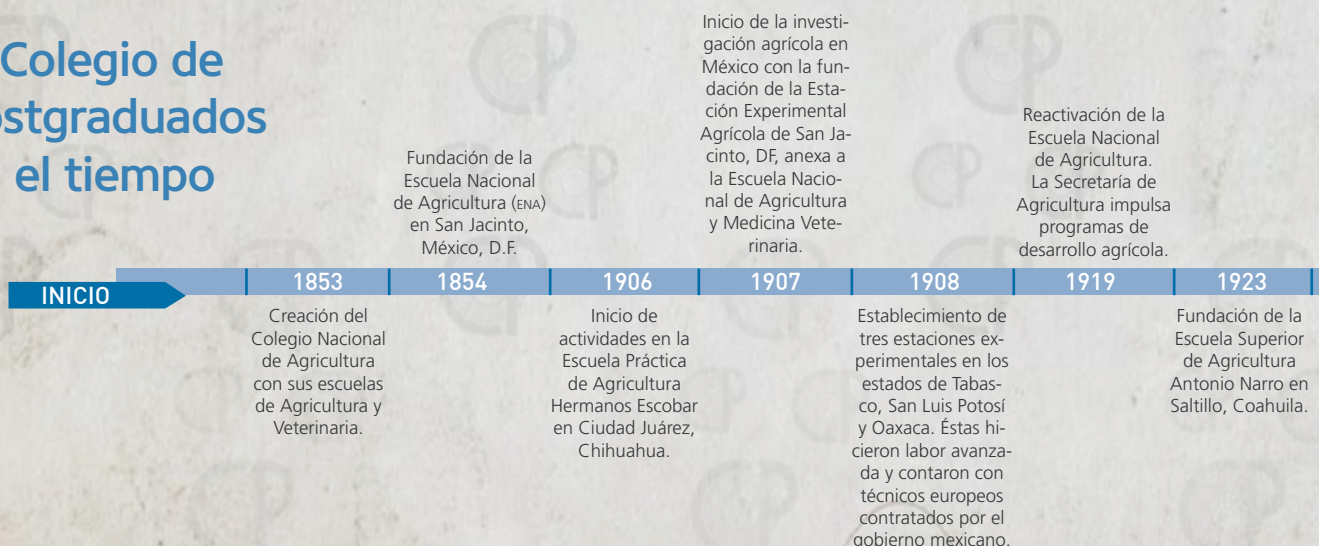 Colegio de
ostgraduados
el tiempo
INICIO
1853
Creación del
Colegio Nacional
de Agricultura
con sus escuelas
de Agricultura y
Veterinaria.
Fundación de la
Escuela Nacional
de Agricultura (ENA)
en San Jacinto,
México, D.F.
1854
1906
Inicio de
actividades en la
Escuela Práctica
de Agricultura
Hermanos Escobar
en Ciudad Juárez,
Chihuahua.
Inicio de la investi-
gación agrícola en
México con la fun-
dación de la Esta-
ción Experimental
Agrícola de San Ja-
cinto, DF, anexa a
la Escuela Nacio-
nal de Agricultura
y Medicina Vete-
rinaria.
1907
1908
Establecimiento de
tres estaciones ex-
perimentales en los
estados de Tabas-
co, San Luis Potosí
y Oaxaca. Éstas hi-
cieron labor avanza-
da y contaron con
técnicos europeos
contratados por el
gobierno mexicano.
Reactivación de la
Escuela Nacional
de Agricultura.
La Secretaría de
Agricultura impulsa
programas de
desarrollo agrícola.
1919
1923
Fundación de la
Escuela Superior
de Agricultura
Antonio Narro en
Saltillo, Coahuila.